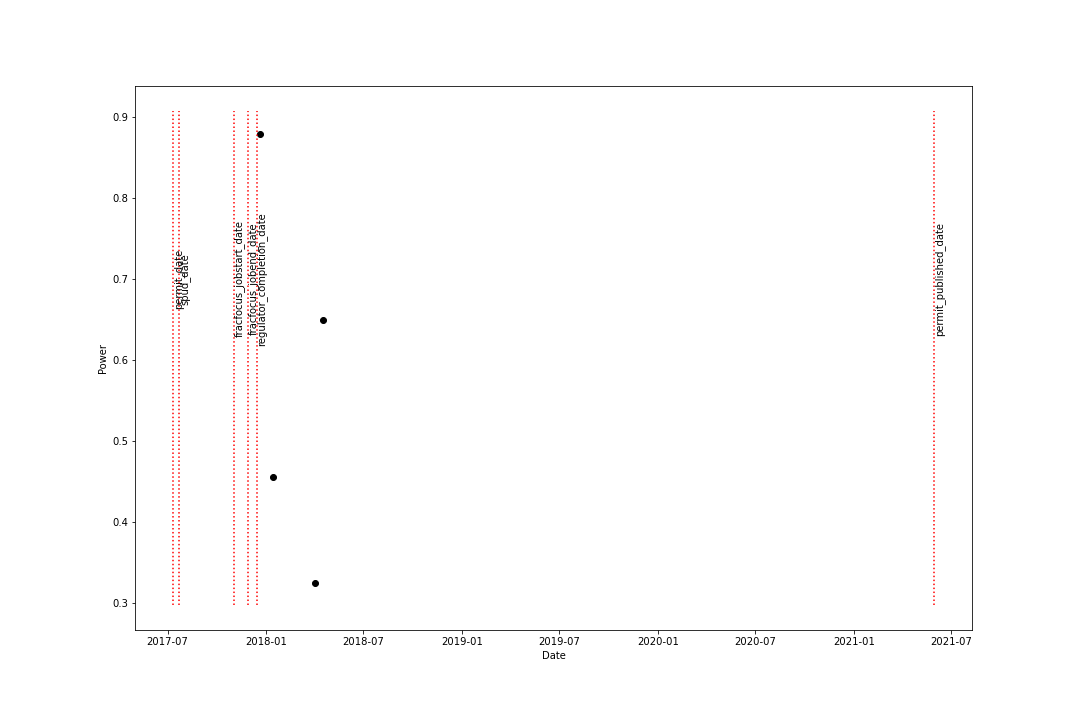 0.9
0.8
0.7
0.6
0.5
0.4
0.3
Power
permit_date
spud_date
fracfocus_jobstart_date
fracfocus_jobend_date
regulator_completion_date
permit_published_date
2017-07
2018-01
2018-07
2019-01
2019-07
2020-01
2020-07
2021-01
2021-07
Date